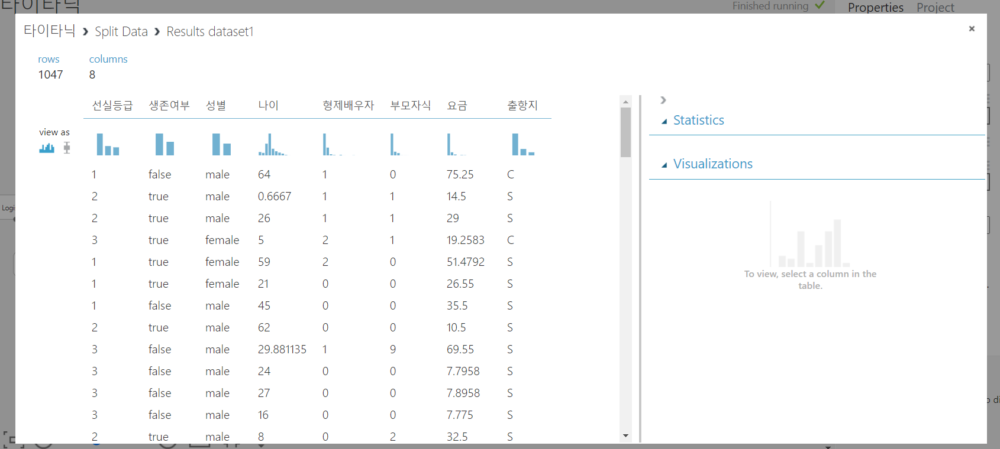 타이타닉
Finished running
Properties Project
타이타닉 > Split Data > Results dataset1
rows columns
1047 8
선실등급 생존여부 성별 나이 형제배우자 부모자식 요금 출항지
view as
1 false male 64 1 0 75.25 C
2 true male 0.6667 1 1 14.5 S
2 true male 26 1 1 29 S
3 true female 5 2 1 19.2583 C
1 true female 59 2 0 51.4792 S
1 true female 21 0 0 26.55 S
1 false male 45 0 0 35.5 S
2 true male 62 0 0 10.5 S
3 false male 29.881135 1 9 69.55 S
3 false male 24 0 0 7.7958 S
3 false male 27 0 0 7.8958 S
3 false male 16 0 0 7.775 S
2 true male 8 0 2 32.5 S
Statistics
Visualizations
To view, select a column in the
table.
Logi